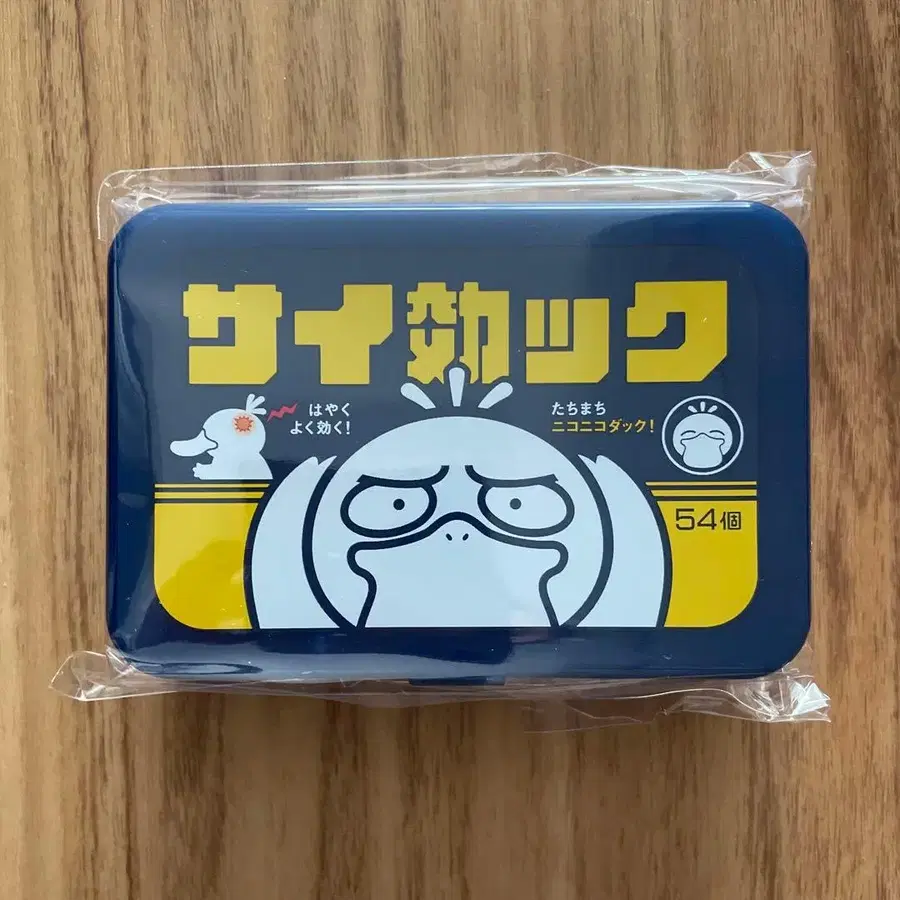 サイ効ック
はやく
よく効く!
たちまち
ニコニコダック!
54個